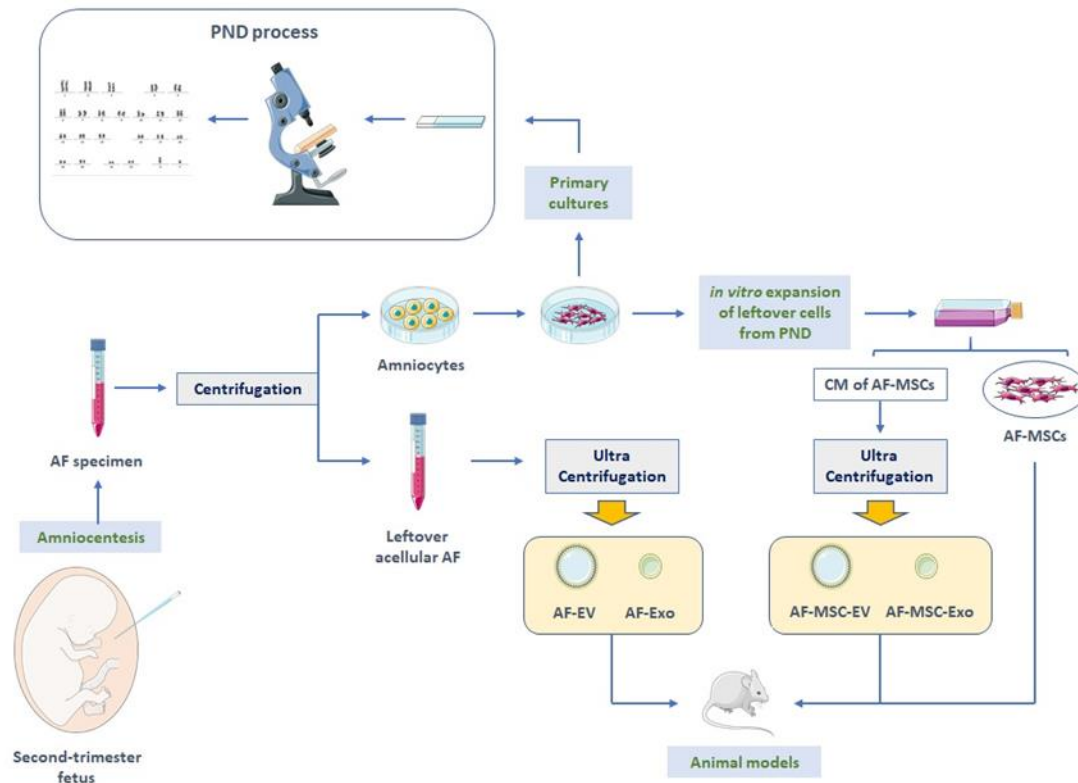 PND process
Primary
cultures
in vitro expansion
of leftover cells
from PND
Amniocytes
Centrifugation
CM of AF-MSCs
AF-MSCs
AF specimen
Ultra
Centrifugation
Ultra
Centrifugation
Amniocentesis
Leftover
acellular AF
AF-EV
AF-Exo
AF-MSC-EV
AF-MSC-Exo
Second-trimester
fetus
Animal models